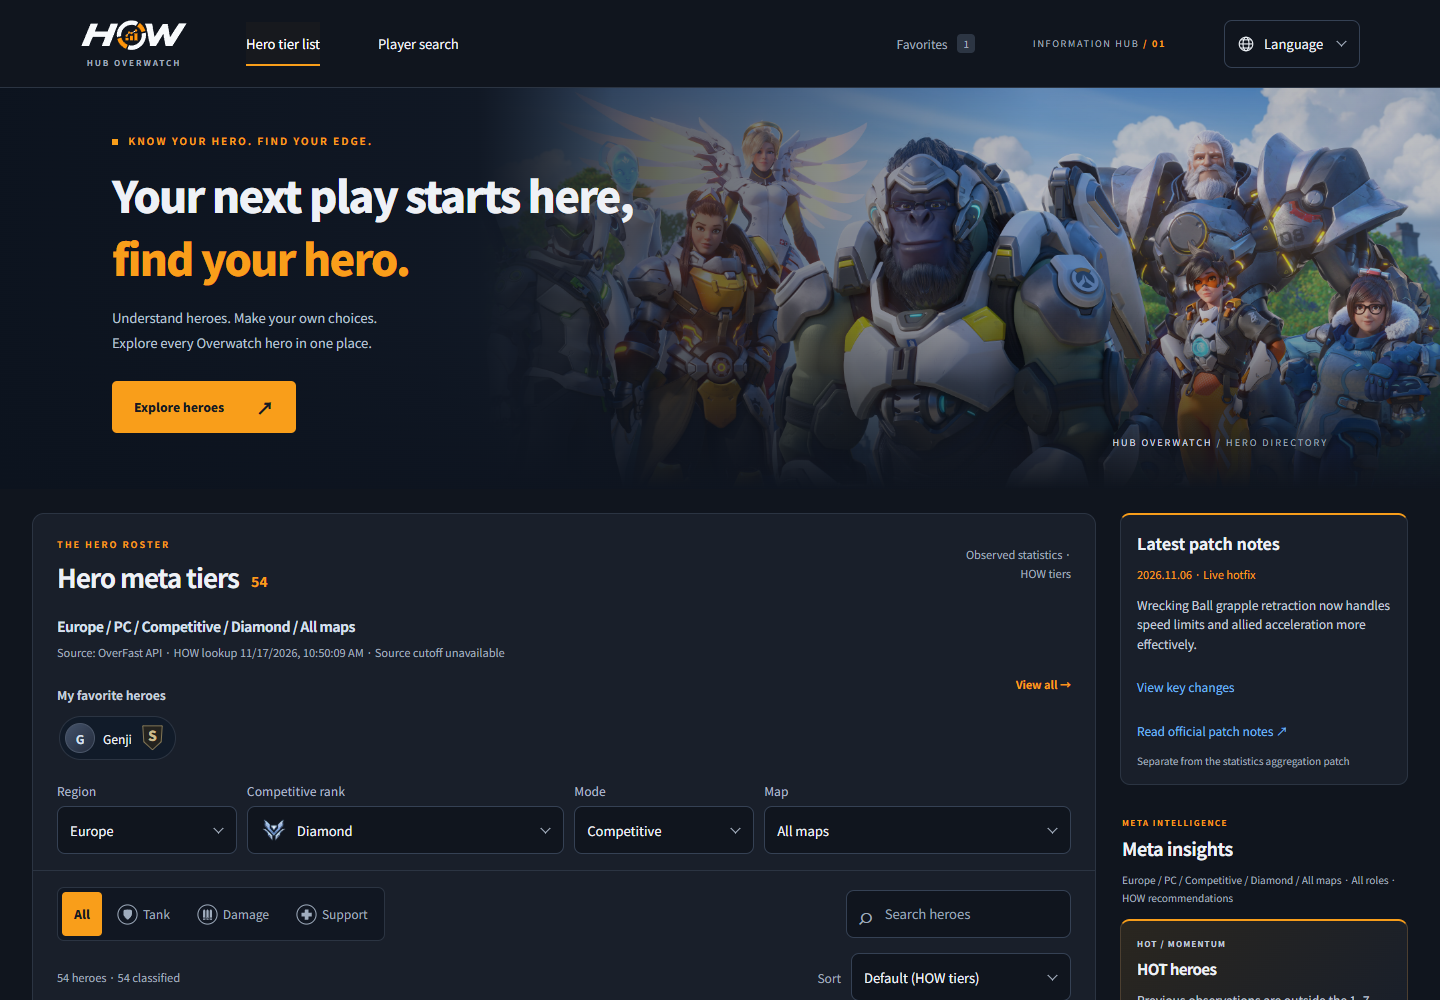 HOW
HUB OVERWATCH
Hero tier list
Player search
Favorites 1
INFORMATION HUB / 01
Language
KNOW YOUR HERO. FIND YOUR EDGE.
Your next play starts here,
find your hero.
Understand heroes. Make your own choices.
Explore every Overwatch hero in one place.
Explore heroes ↗
08
HUB OVERWATCH / HERO DIRECTORY
THE HERO ROSTER
Hero meta tiers 54
Observed statistics ·
HOW tiers
Europe / PC / Competitive / Diamond / All maps
Source: OverFast API · HOW lookup 11/17/2026, 10:50:09 AM · Source cutoff unavailable
My favorite heroes
View all →
G Genji S
Region
Competitive rank
Mode
Map
Europe
Diamond
Competitive
All maps
All
Tank
Damage
Support
Search heroes
54 heroes · 54 classified
Sort
Default (HOW tiers)
Latest patch notes
2026.11.06 · Live hotfix
Wrecking Ball grapple retraction now handles
speed limits and allied acceleration more
effectively.
View key changes
Read official patch notes ↗
Separate from the statistics aggregation patch
META INTELLIGENCE
Meta insights
Europe / PC / Competitive / Diamond / All maps · All roles ·
HOW recommendations
HOT / MOMENTUM
HOT heroes
Previous observations are outside the 1–7